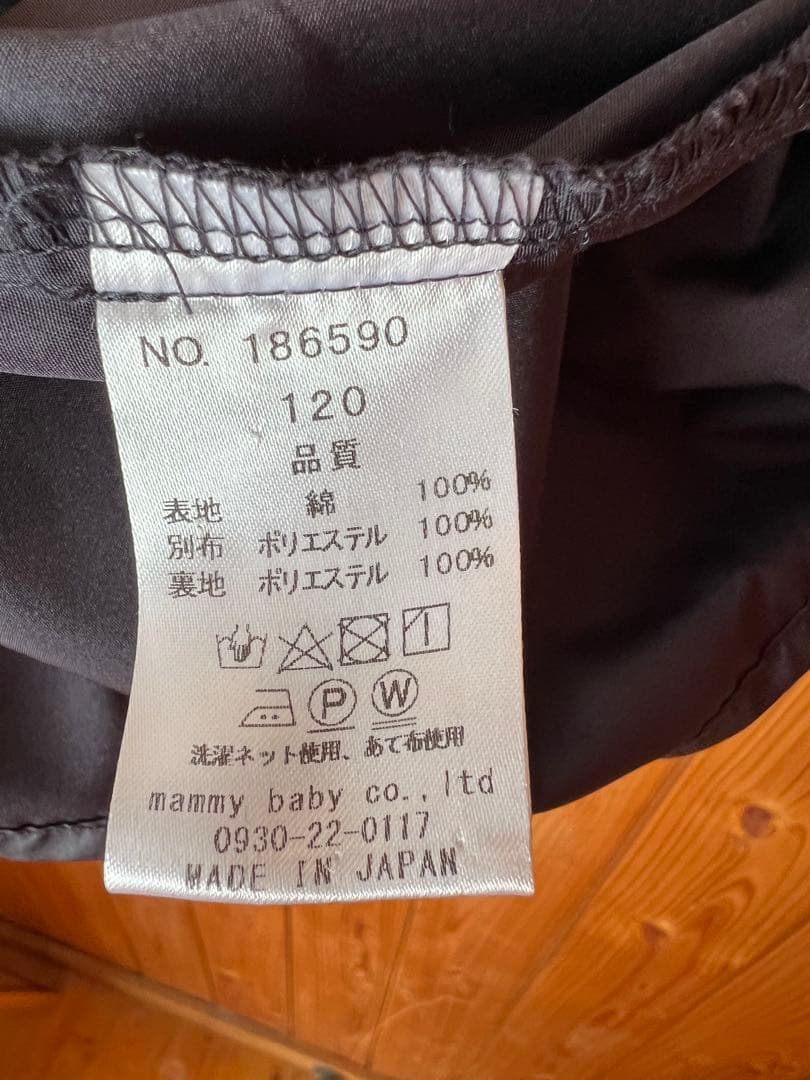 NO. 186590
120
品質
表地 綿 100%
別布 ポリエステル 100%
裏地 ポリエステル 100%
P W
洗濯ネット使用、あて布使用
mammy baby co.,ltd
0930-22-0117
MADE IN JAPAN